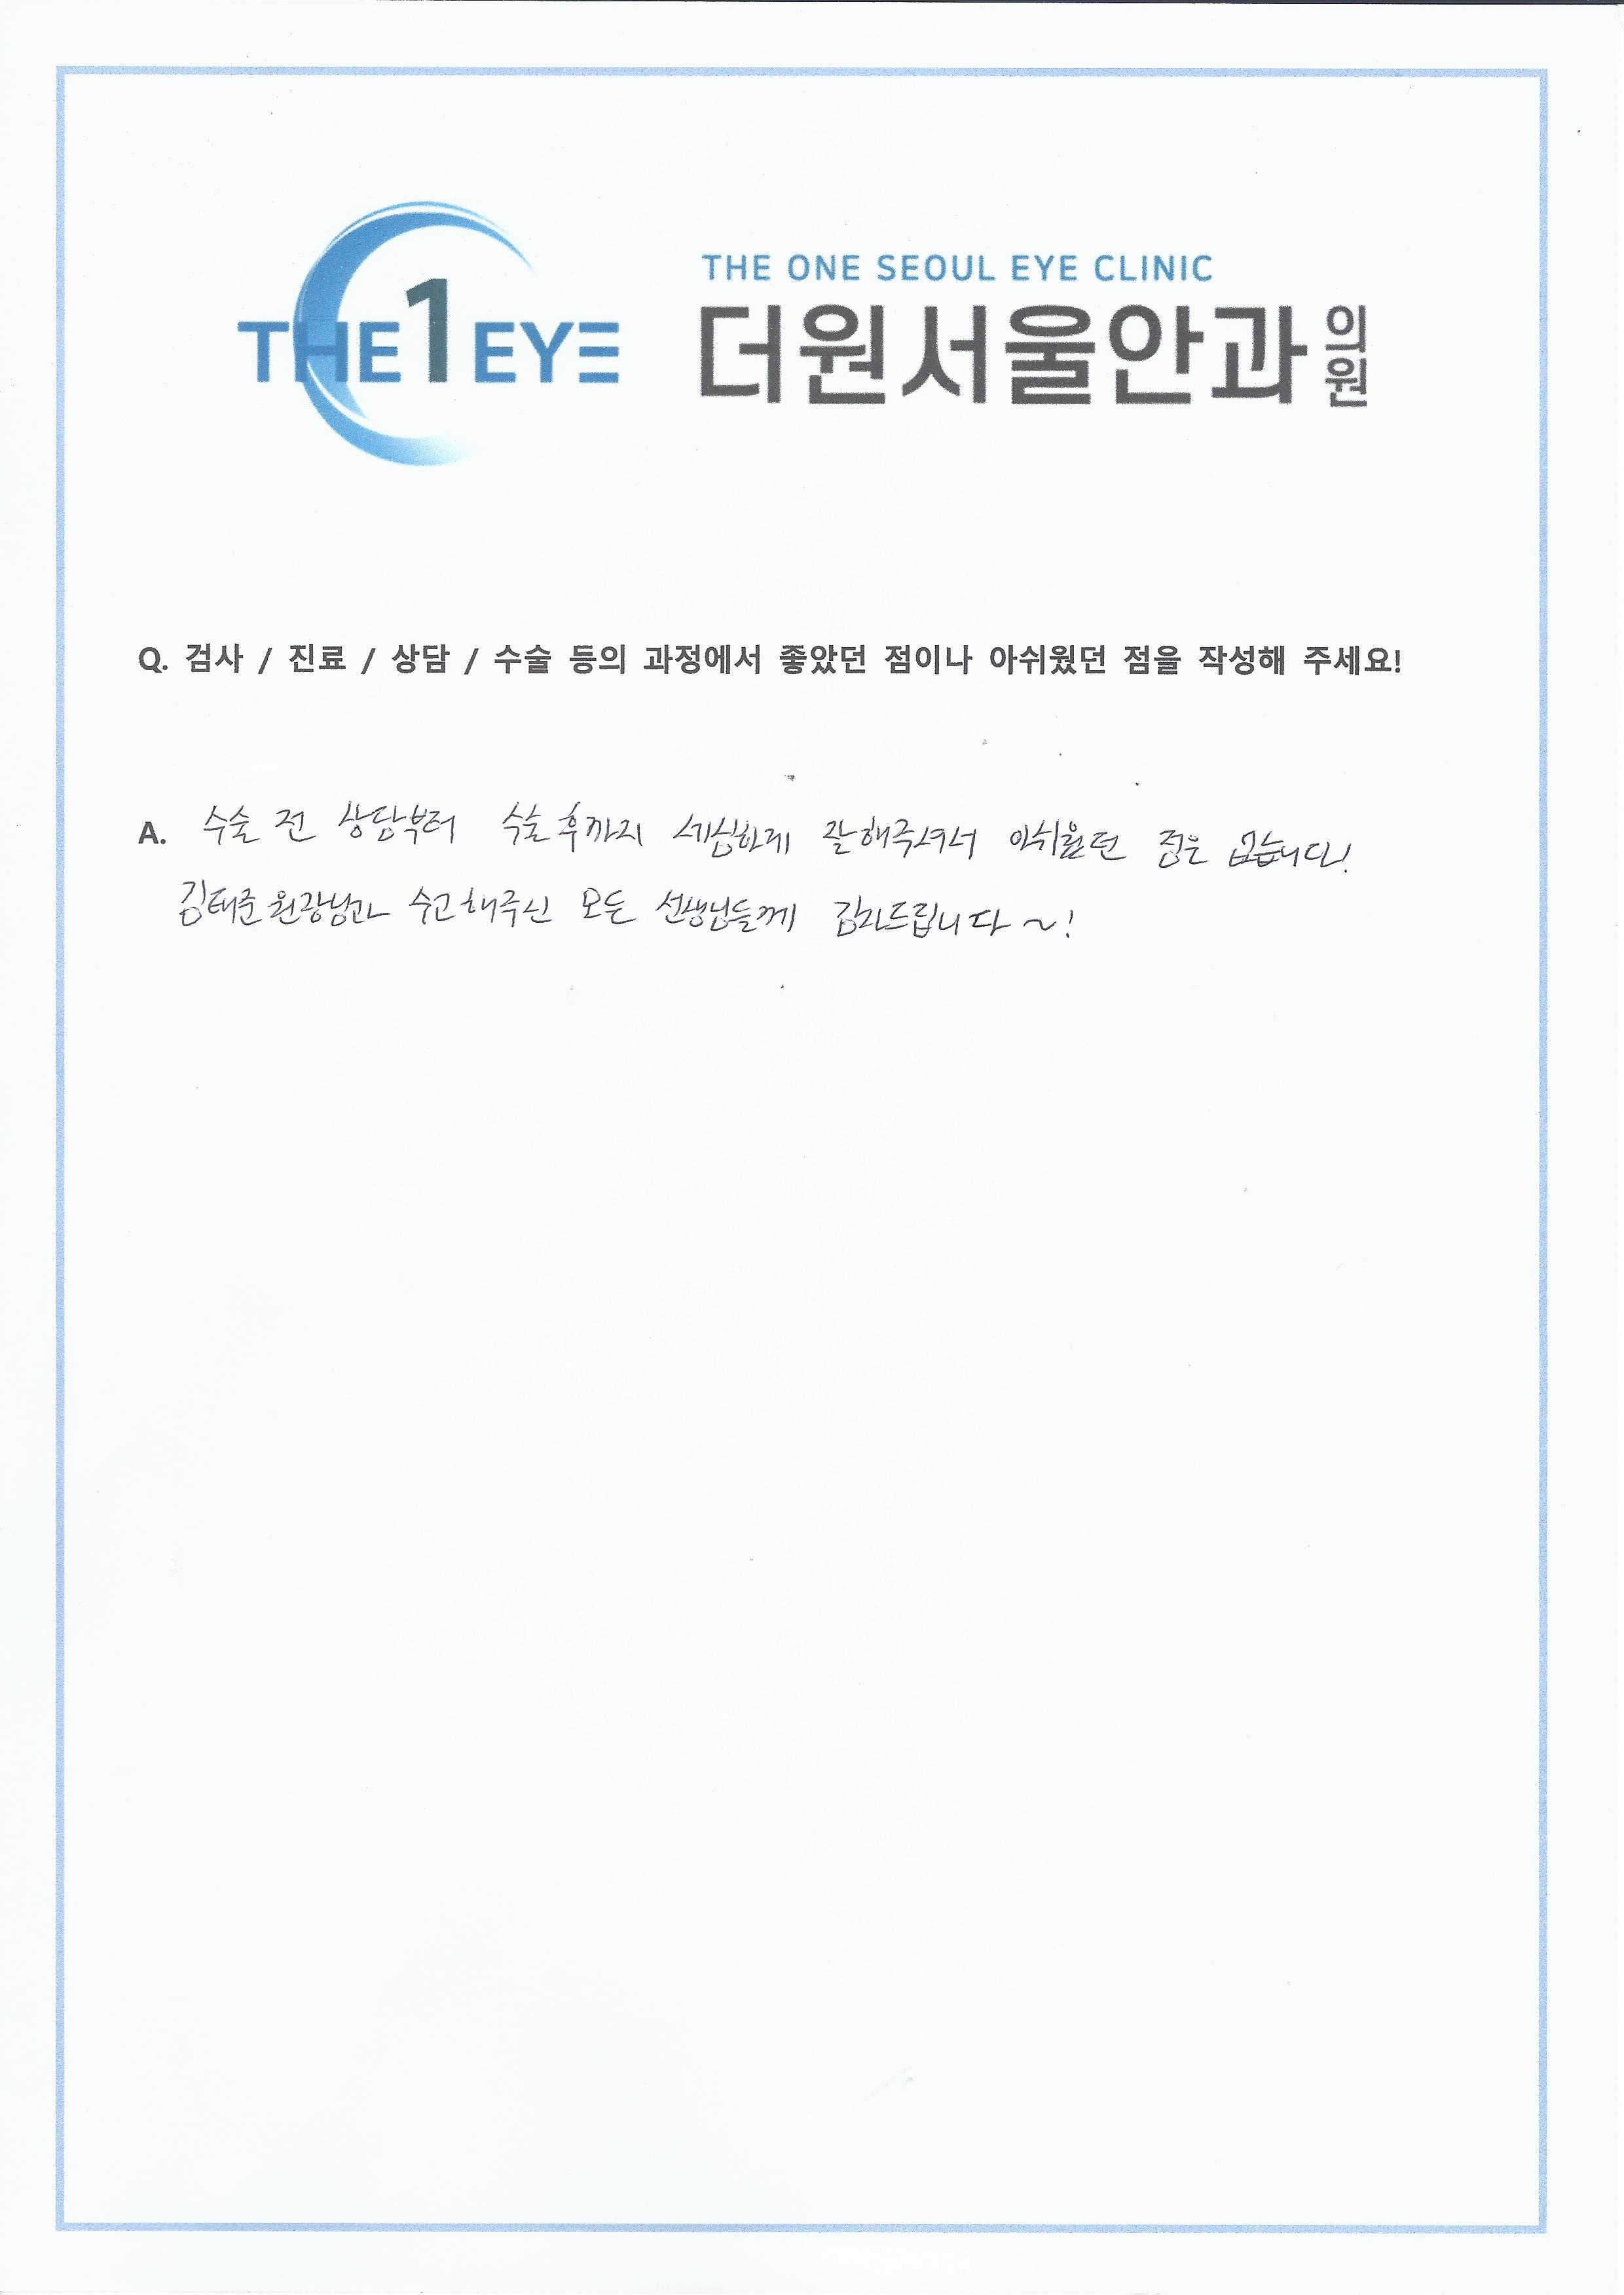 THE1EYE
THE ONE SEOUL EYE CLINIC
더원서울안과의원
Q. 검사 / 진료 / 상담 / 수술 등의 과정에서 좋았던 점이나 아쉬웠던 점을 작성해 주세요!
A. 수술 전 상담부터 수술후까지 세심하게 잘해주셔서 아쉬웠던 점은 없습니다!
김태준원장님과 수고해주신 모든 선생님들께 감사드립니다~!